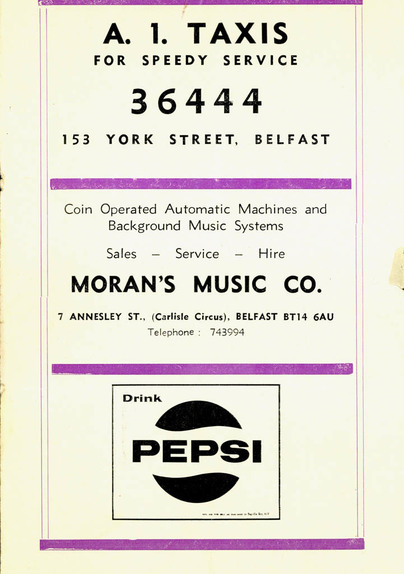 A. 1. TAXIS
FOR SPEEDY SERVICE
36444
153 YORK STREET, BELFAST
Coin Operated Automatic Machines and
Background Music Systems
Sales – Service – Hire
MORAN'S MUSIC CO.
7 ANNESLEY ST., (Carlisle Circus), BELFAST BT14 6AU
Telephone : 743994
Drink
PEPSI